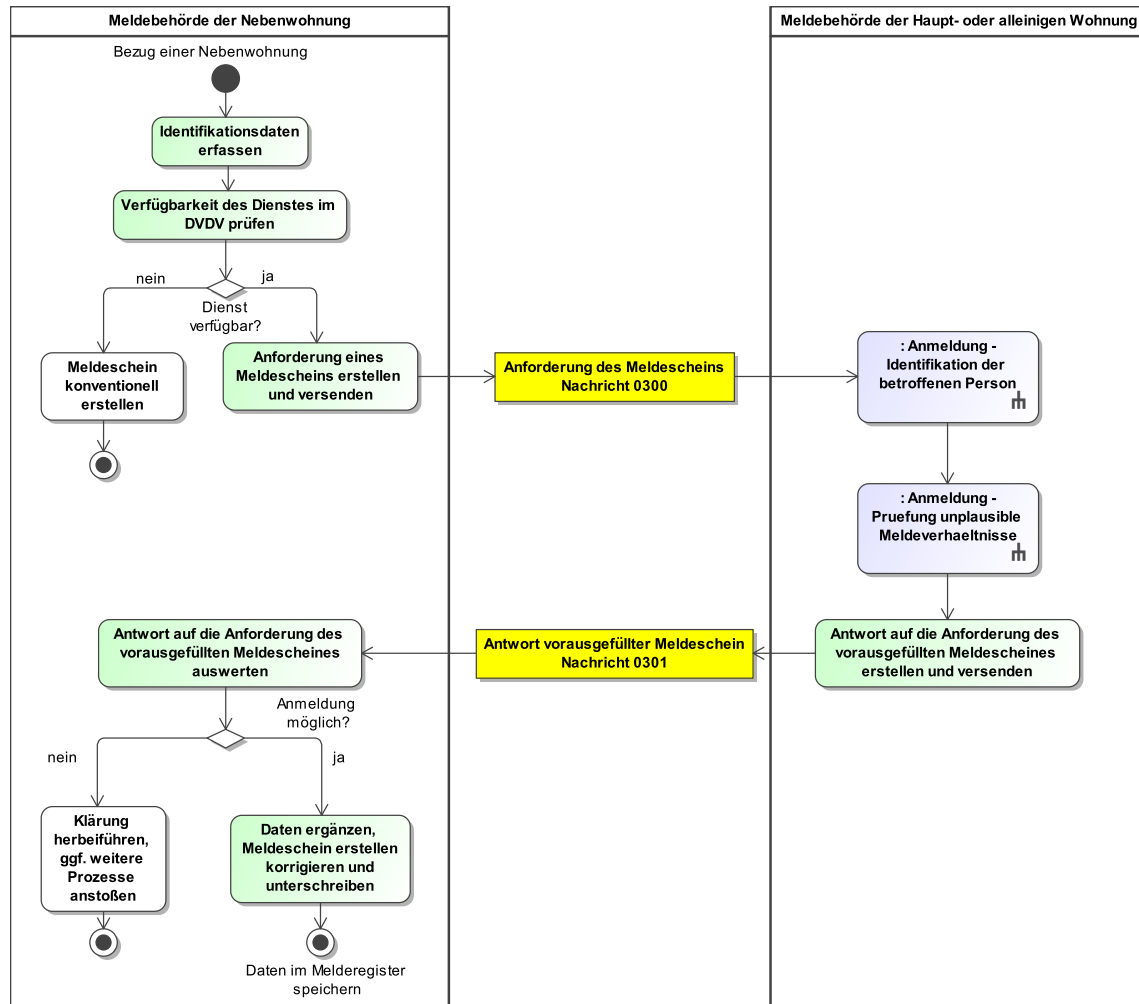 Meldebehörde der Nebenwohnung
Meldebehörde der Haupt- oder alleinigen Wohnung
Bezug einer Nebenwohnung
Identifikationsdaten
erfassen
Verfügbarkeit des Dienstes im
DVDV prüfen
nein
ja
Dienst
verfügbar?
Meldeschein
konventionell
erstellen
Anforderung eines
Meldescheins erstellen
und versenden
Anforderung des Meldescheins
Nachricht 0300
: Anmeldung -
Identifikation der
betroffenen Person
: Anmeldung -
Pruefung unplausible
Meldeverhaeltnisse
Antwort auf die Anforderung des
vorausgefüllten Meldescheines
erstellen und versenden
Antwort vorausgefüllter Meldeschein
Nachricht 0301
Antwort auf die Anforderung des
vorausgefüllten Meldescheines
auswerten
Anmeldung
möglich?
nein
ja
Klärung
herbeiführen,
ggf. weitere
Prozesse
anstoßen
Daten ergänzen,
Meldeschein erstellen
korrigieren und
unterschreiben
Daten im Melderegister
speichern